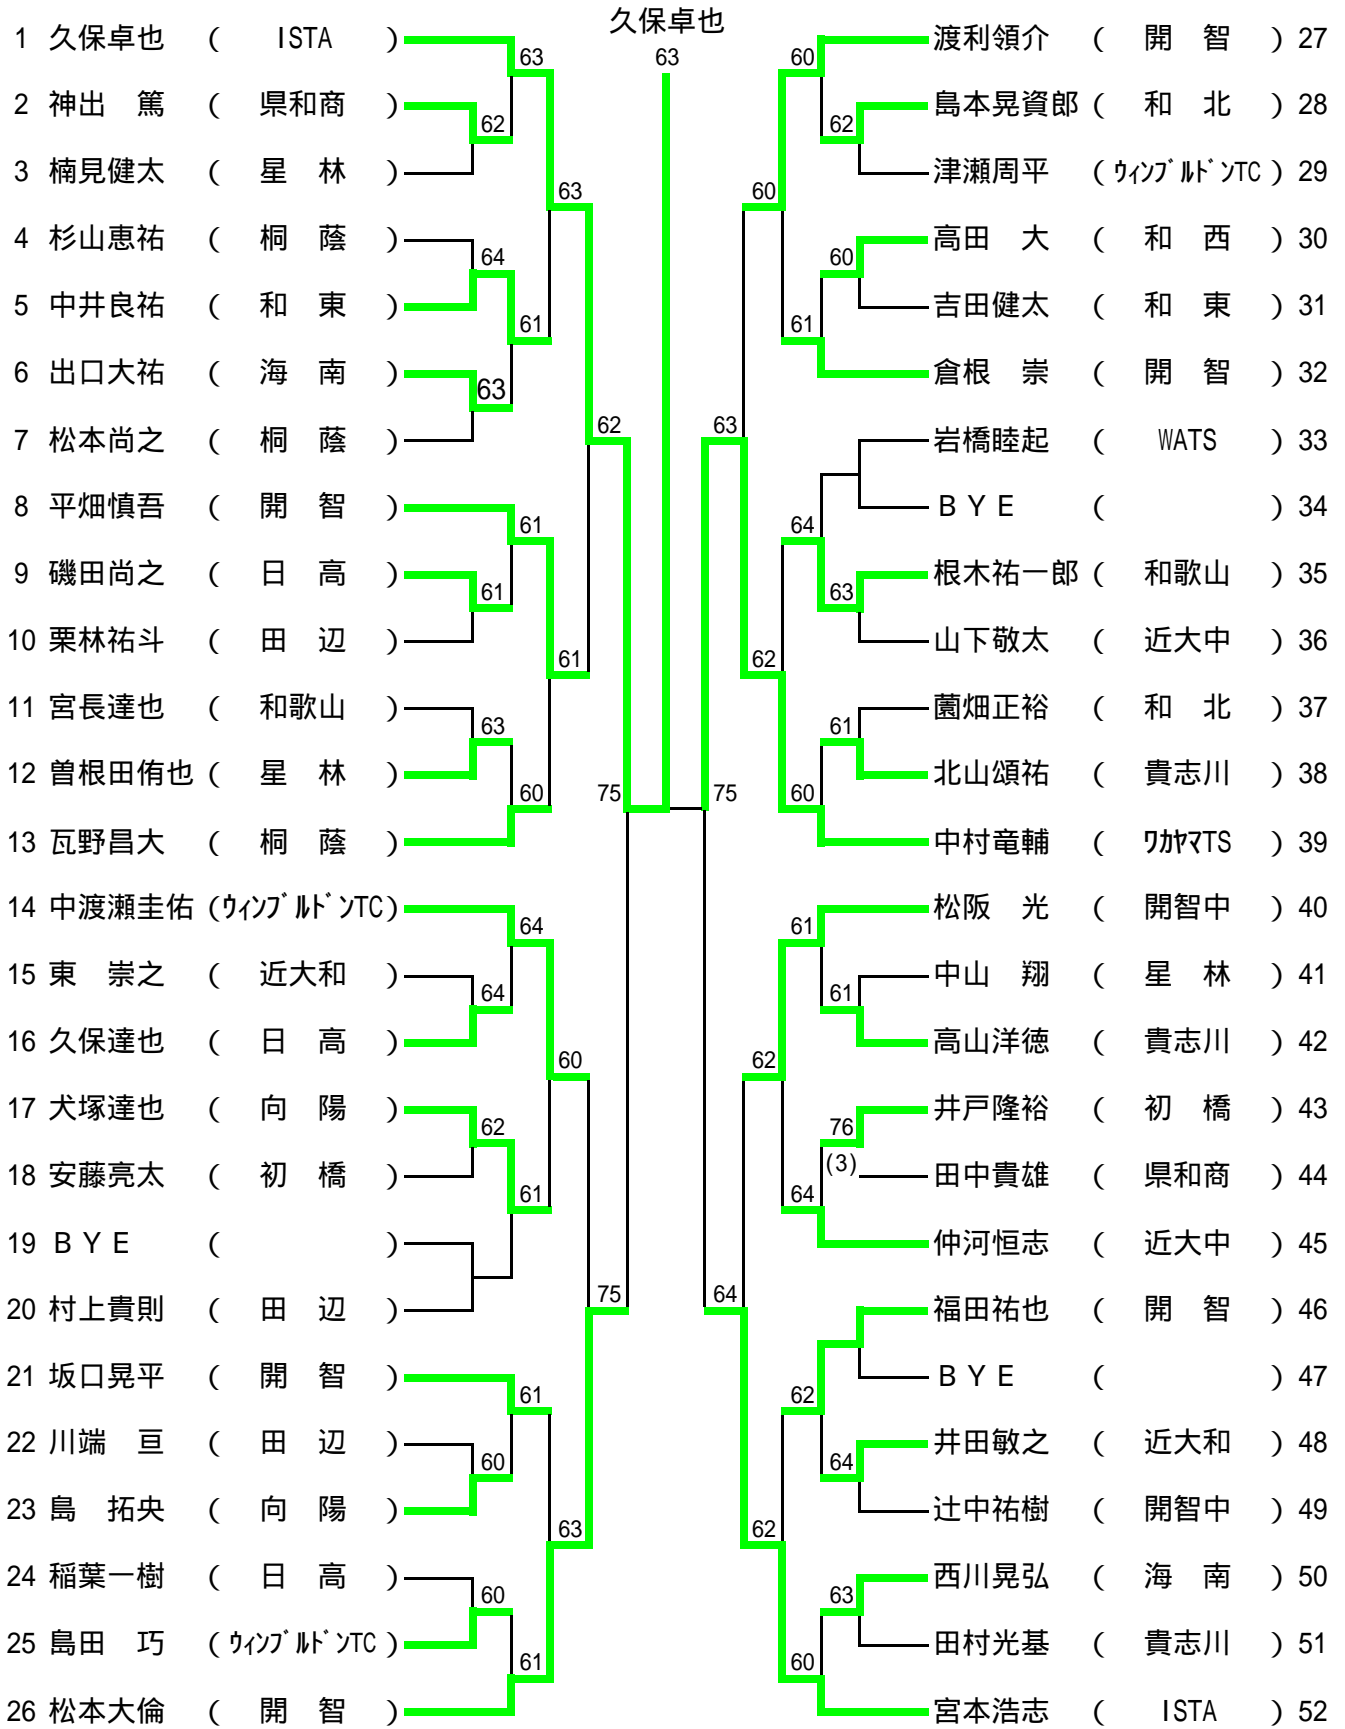 久保卓也
63
1 久保卓也 ( ISTA )
63
2 神出 篤 ( 県和商 )
62
3 楠見健太 ( 星 林 )
63
4 杉山恵祐 ( 桐 蔭 )
64
5 中井良祐 ( 和 東 )
61
6 出口大祐 ( 海 南 )
63
7 松本尚之 ( 桐 蔭 )
62
8 平畑慎吾 ( 開 智 )
61
9 磯田尚之 ( 日 高 )
61
10 栗林祐斗 ( 田 辺 )
61
11 宮長達也 ( 和歌山 )
63
12 曽根田侑也 ( 星 林 )
60
75
13 瓦野昌大 ( 桐 蔭 )
14 中渡瀬圭佑 (ウィンブルドンTC)
64
15 東 崇之 ( 近大和 )
64
16 久保達也 ( 日 高 )
60
17 犬塚達也 ( 向 陽 )
62
18 安藤亮太 ( 初 橋 )
61
19 ＢＹＥ ( )
75
20 村上貴則 ( 田 辺 )
21 坂口晃平 ( 開 智 )
61
22 川端 亘 ( 田 辺 )
60
23 島 拓央 ( 向 陽 )
63
24 稲葉一樹 ( 日 高 )
60
25 島田 巧 (ウィンブルドンTC)
61
26 松本大倫 ( 開 智 )
渡利領介 ( 開 智 ) 27
60
島本晃資郎 ( 和 北 ) 28
62
津瀬周平 (ウィンブルドンTC) 29
60
高田 大 ( 和 西 ) 30
60
吉田健太 ( 和 東 ) 31
61
倉根 崇 ( 開 智 ) 32
63
岩橋睦起 ( WATS ) 33
ＢＹＥ ( ) 34
64
根木祐一郎 ( 和歌山 ) 35
63
山下敬太 ( 近大中 ) 36
62
薗畑正裕 ( 和 北 ) 37
61
北山頌祐 ( 貴志川 ) 38
75
60
中村竜輔 ( ワカヤマTS ) 39
松阪 光 ( 開智中 ) 40
61
中山 翔 ( 星 林 ) 41
61
高山洋徳 ( 貴志川 ) 42
62
井戸隆裕 ( 初 橋 ) 43
76
(3)
田中貴雄 ( 県和商 ) 44
64
仲河恒志 ( 近大中 ) 45
64
福田祐也 ( 開 智 ) 46
ＢＹＥ ( ) 47
62
井田敏之 ( 近大和 ) 48
64
辻中祐樹 ( 開智中 ) 49
62
西川晃弘 ( 海 南 ) 50
63
田村光基 ( 貴志川 ) 51
60
宮本浩志 ( ISTA ) 52